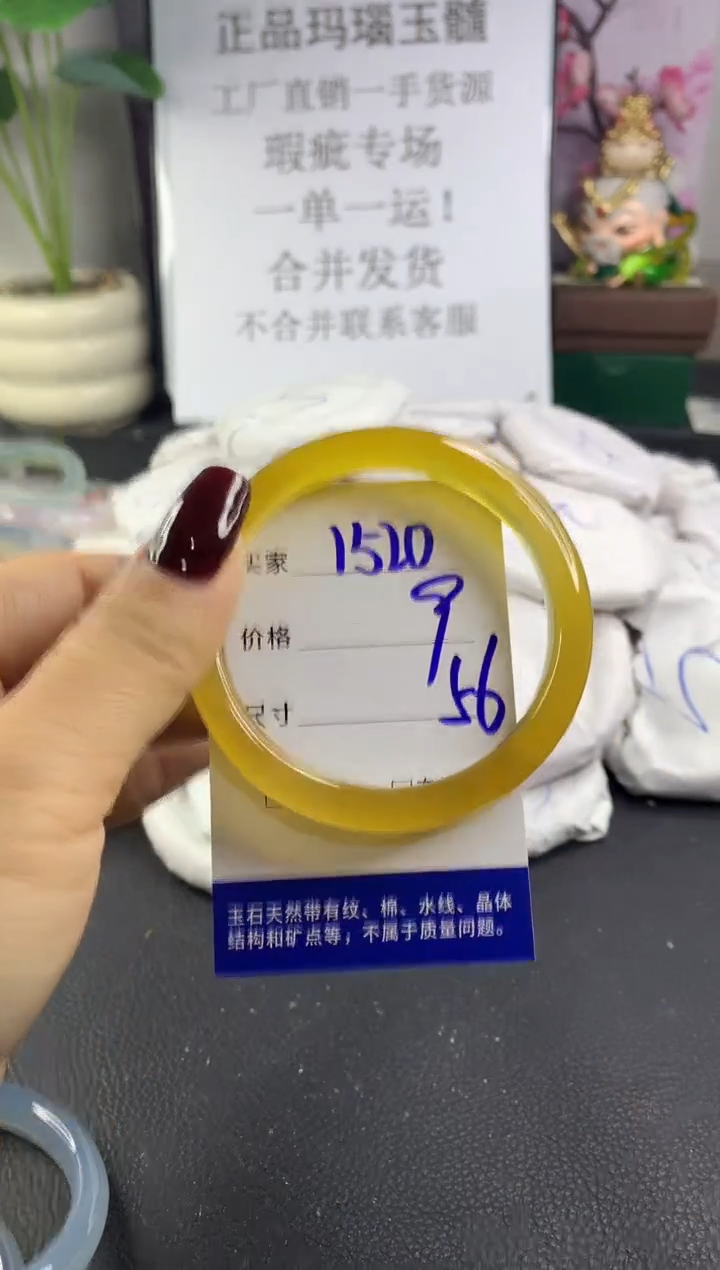 正品玛瑙玉髓
工厂直销一手货源
瑕疵专场
一单一运!
合并发货
不合并联系客服
买家 1520
价格 9
尺寸 56
玉石天然带有纹、棉、水线、晶体
结构和矿点等，不属于质量问题。